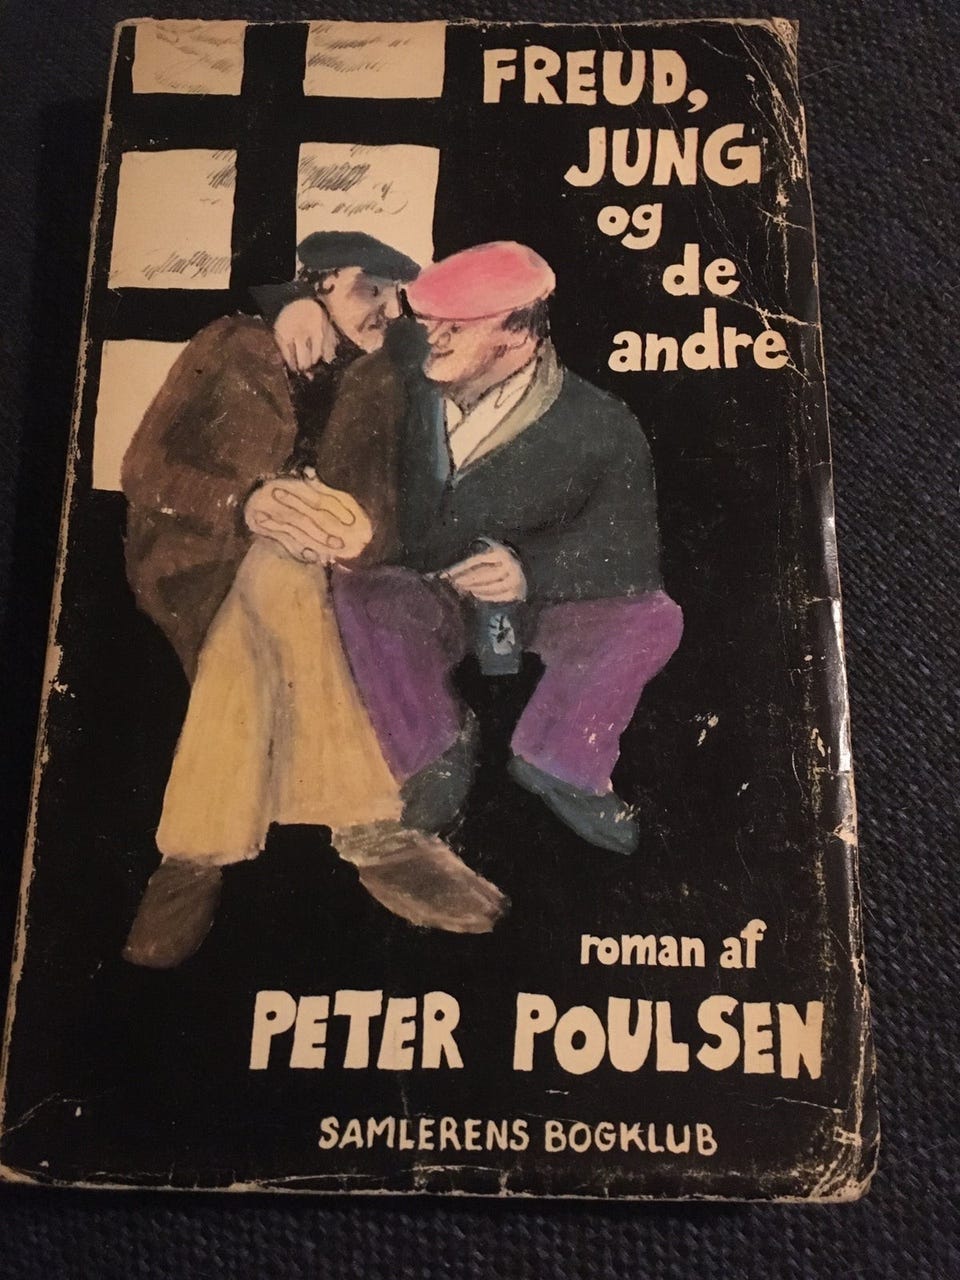 FREUD,
JUNG
og
de
andre
roman af
PETER POULSEN
SAMLERENS BOGKLUB